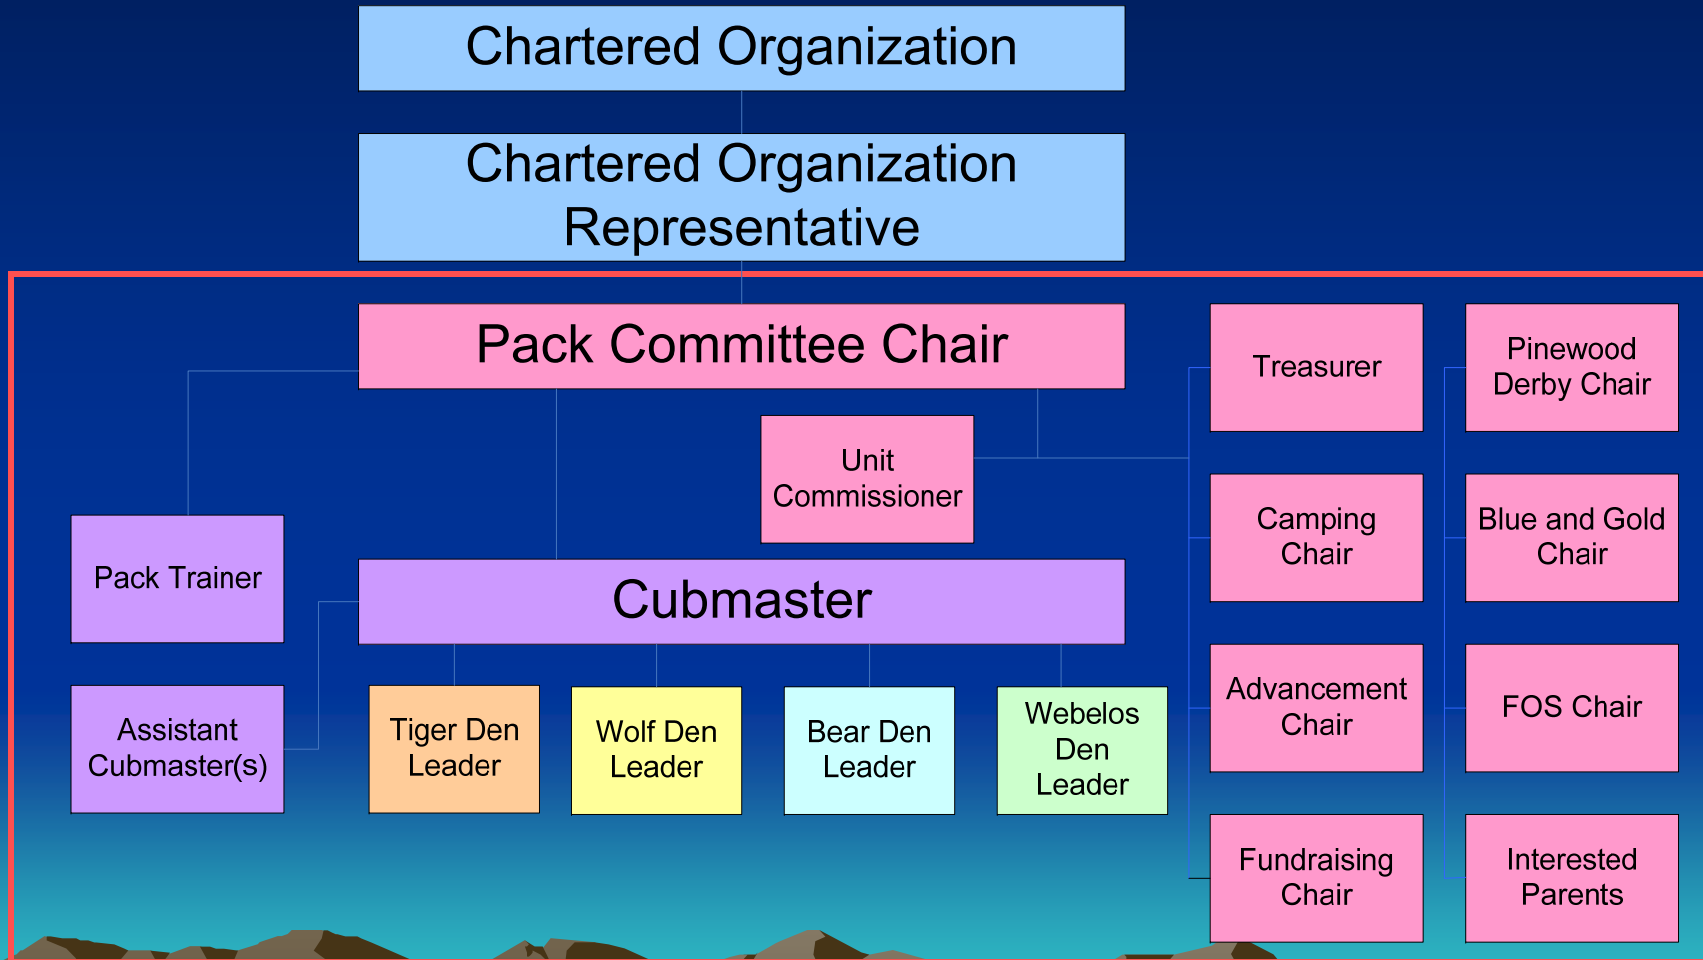 Chartered Organization
Chartered Organization
Representative
Pack Committee Chair
Treasurer
Pinewood
Derby Chair
Unit
Commissioner
Camping
Chair
Blue and Gold
Chair
Pack Trainer
Cubmaster
Assistant
Cubmaster(s)
Tiger Den
Leader
Wolf Den
Leader
Bear Den
Leader
Webelos
Den
Leader
Advancement
Chair
FOS Chair
Fundraising
Chair
Interested
Parents